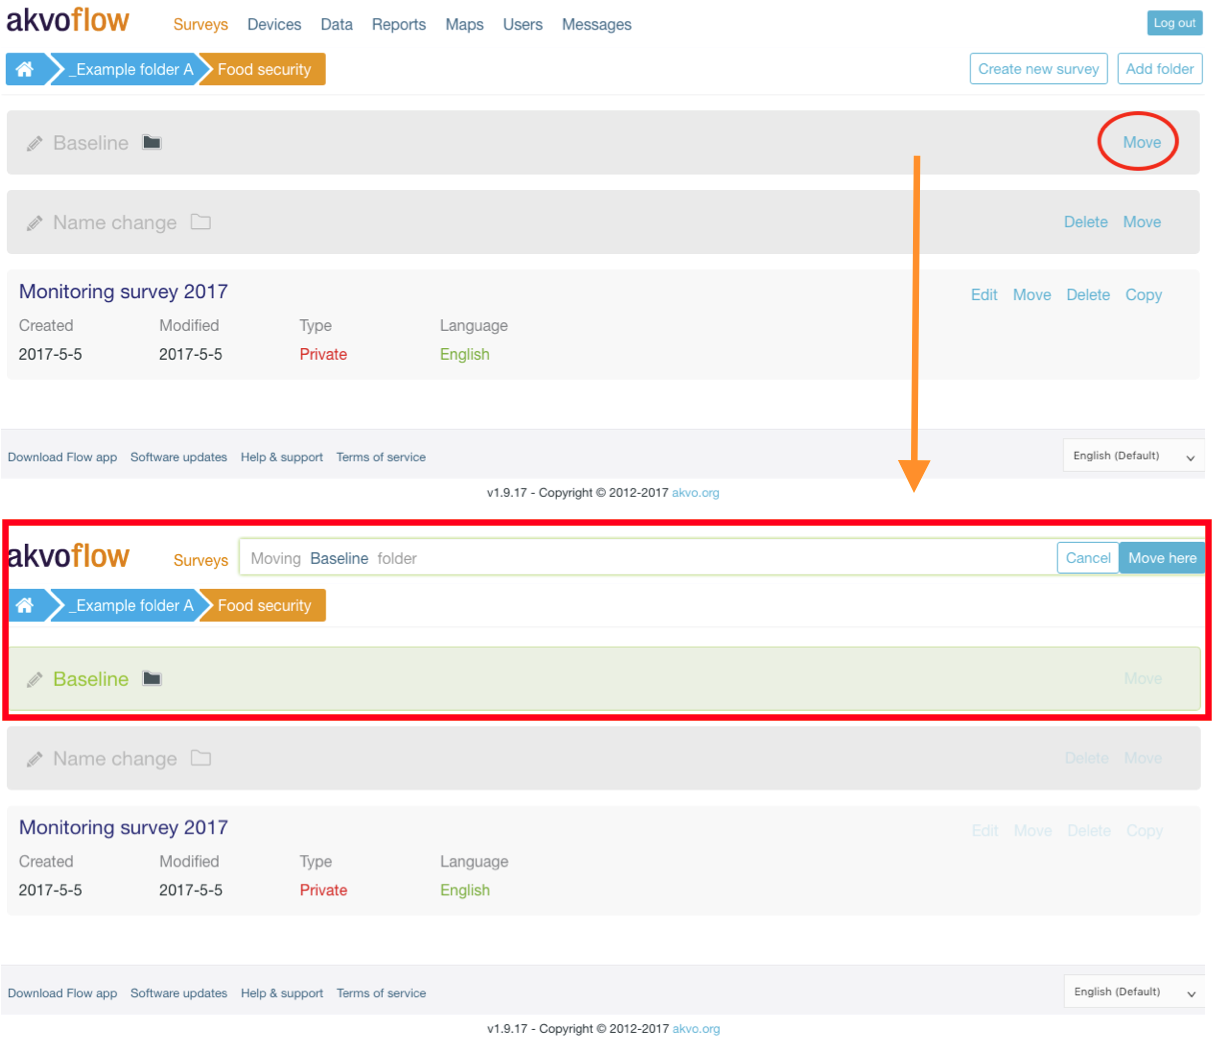 akvoflow Surveys Devices Data Reports Maps Users Messages Log out
_Example folder A Food security Create new survey Add folder
Baseline Move
Name change Delete Move
Monitoring survey 2017 Edit Move Delete Copy
Created Modified Type Language
2017-5-5 2017-5-5 Private English
Download Flow app Software updates Help & support Terms of service English (Default)
v1.9.17 - Copyright © 2012-2017 akvo.org
akvoflow Surveys Moving Baseline folder Cancel Move here
_Example folder A Food security
Baseline Move
Name change Delete Move
Monitoring survey 2017 Edit Move Delete Copy
Created Modified Type Language
2017-5-5 2017-5-5 Private English
Download Flow app Software updates Help & support Terms of service English (Default)
v1.9.17 - Copyright © 2012-2017 akvo.org